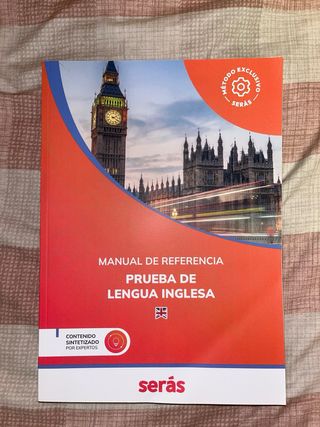 MÉTODO EXCLUSIVO
SERÁS
MANUAL DE REFERENCIA
PRUEBA DE
LENGUA INGLESA
CONTENIDO
SINTETIZADO
POR EXPERTOS
serás